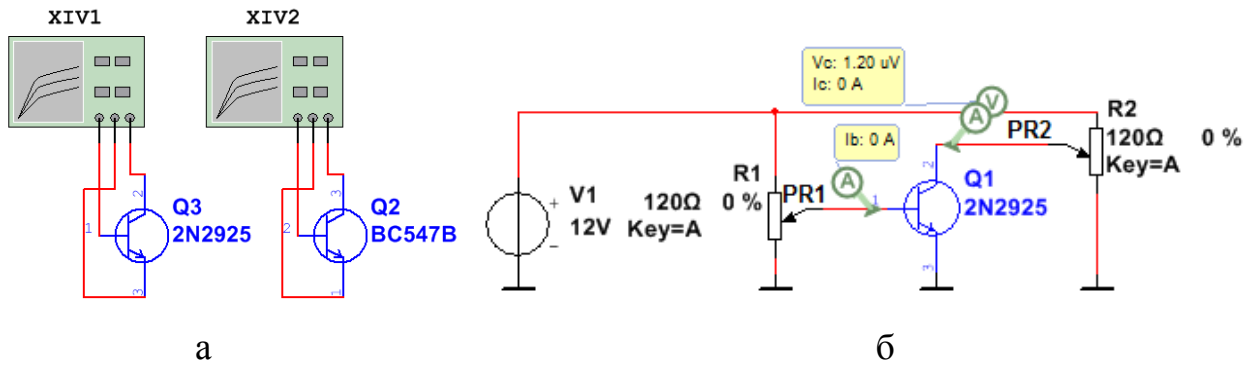 XIV1
XIV2
Q3
2N2925
1
2
3
Q2
BC547B
2
3
1
а
Vc: 1.20 uV
Ic: 0 A
Ib: 0 A
V
A
A
V1
12V
+
−
R1
120Ω 0 %
Key=A
PR1
1
2
3
Q1
2N2925
PR2
R2
120Ω 0 %
Key=A
б